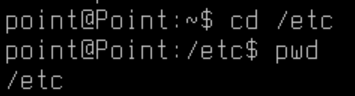 point@Point:~$ cd /etc
point@Point:/etc$ pwd
/etc